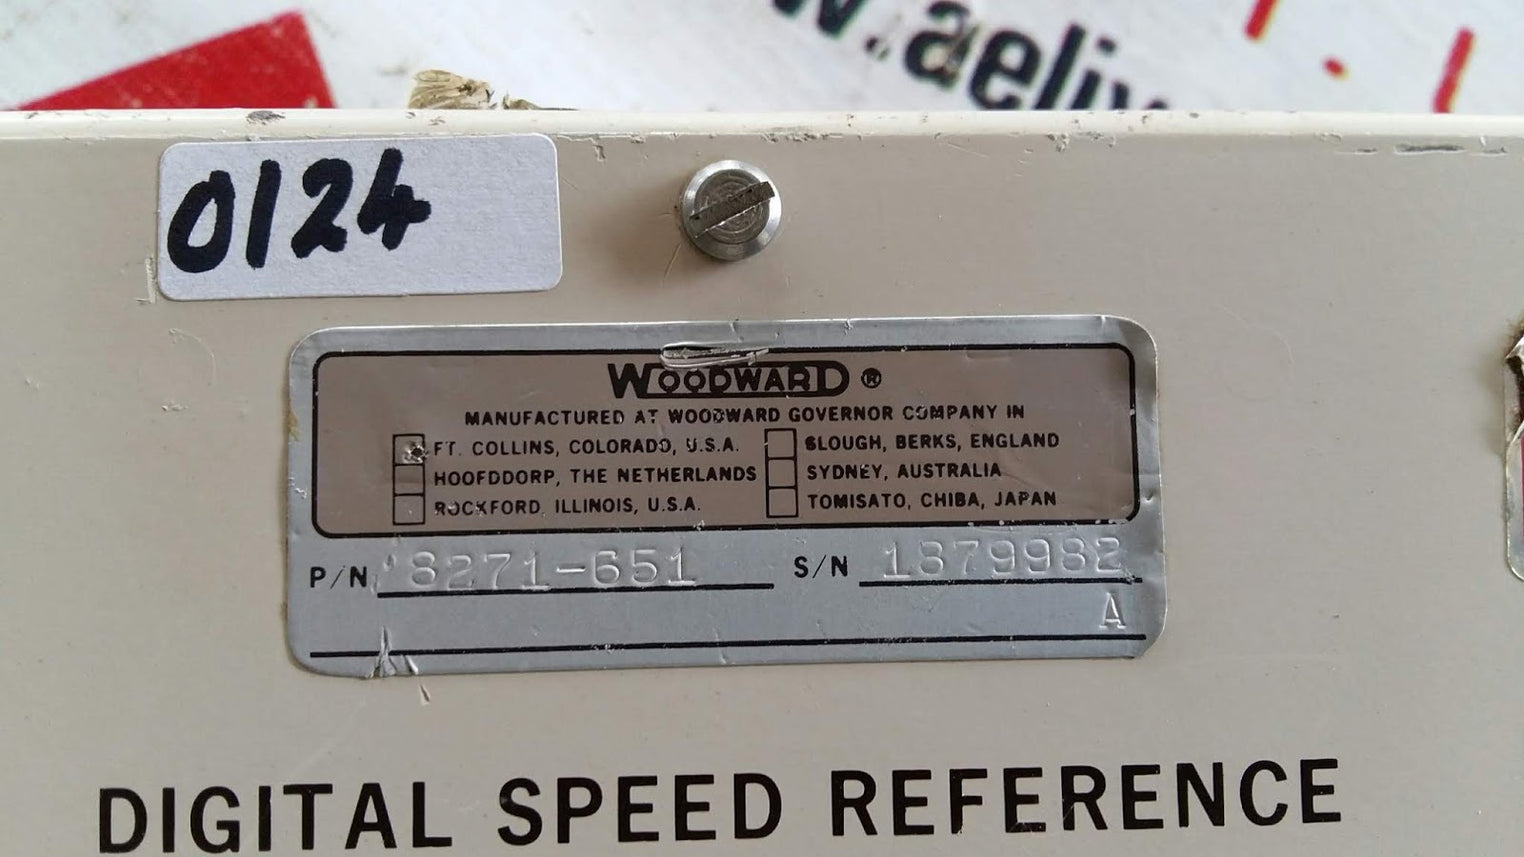 w.aeliv
0124
WOODWARD®
MANUFACTURED AT WOODWARD GOVERNOR COMPANY IN
FT. COLLINS, COLORADO, U.S.A.
SLOUGH, BERKS, ENGLAND
HOOFDDORP, THE NETHERLANDS
SYDNEY, AUSTRALIA
ROCKFORD, ILLINOIS, U.S.A.
TOMISATO, CHIBA, JAPAN
P/N 8271-651 S/N 1879982
A
DIGITAL SPEED REFERENCE